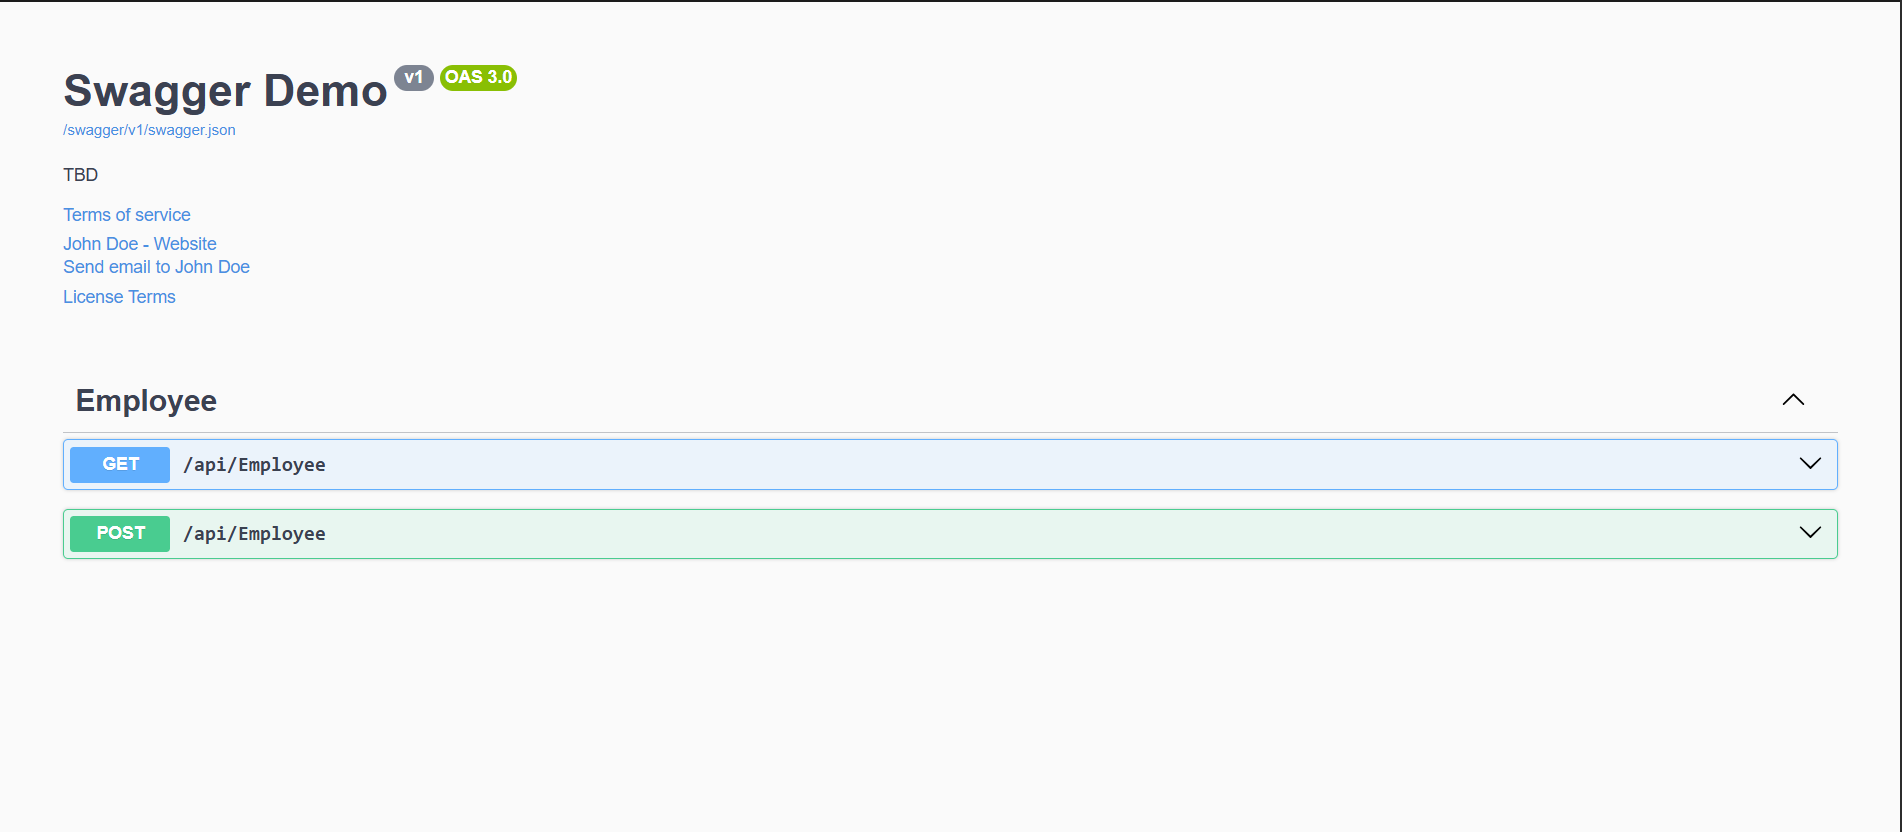 Swagger Demo v1 OAS 3.0
/swagger/v1/swagger.json
TBD
Terms of service
John Doe - Website
Send email to John Doe
License Terms
Employee
GET /api/Employee
POST /api/Employee